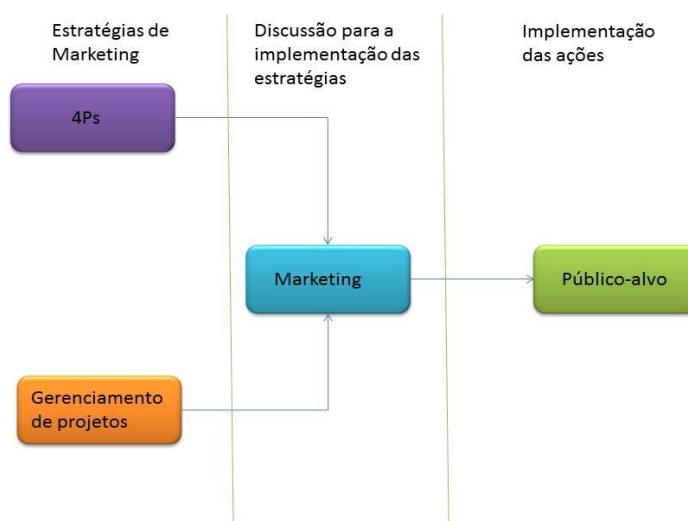 Estratégias de
Marketing
Discussão para a
implementação das
estratégias
Implementação
das ações
4Ps
Marketing
Público-alvo
Gerenciamento
de projetos